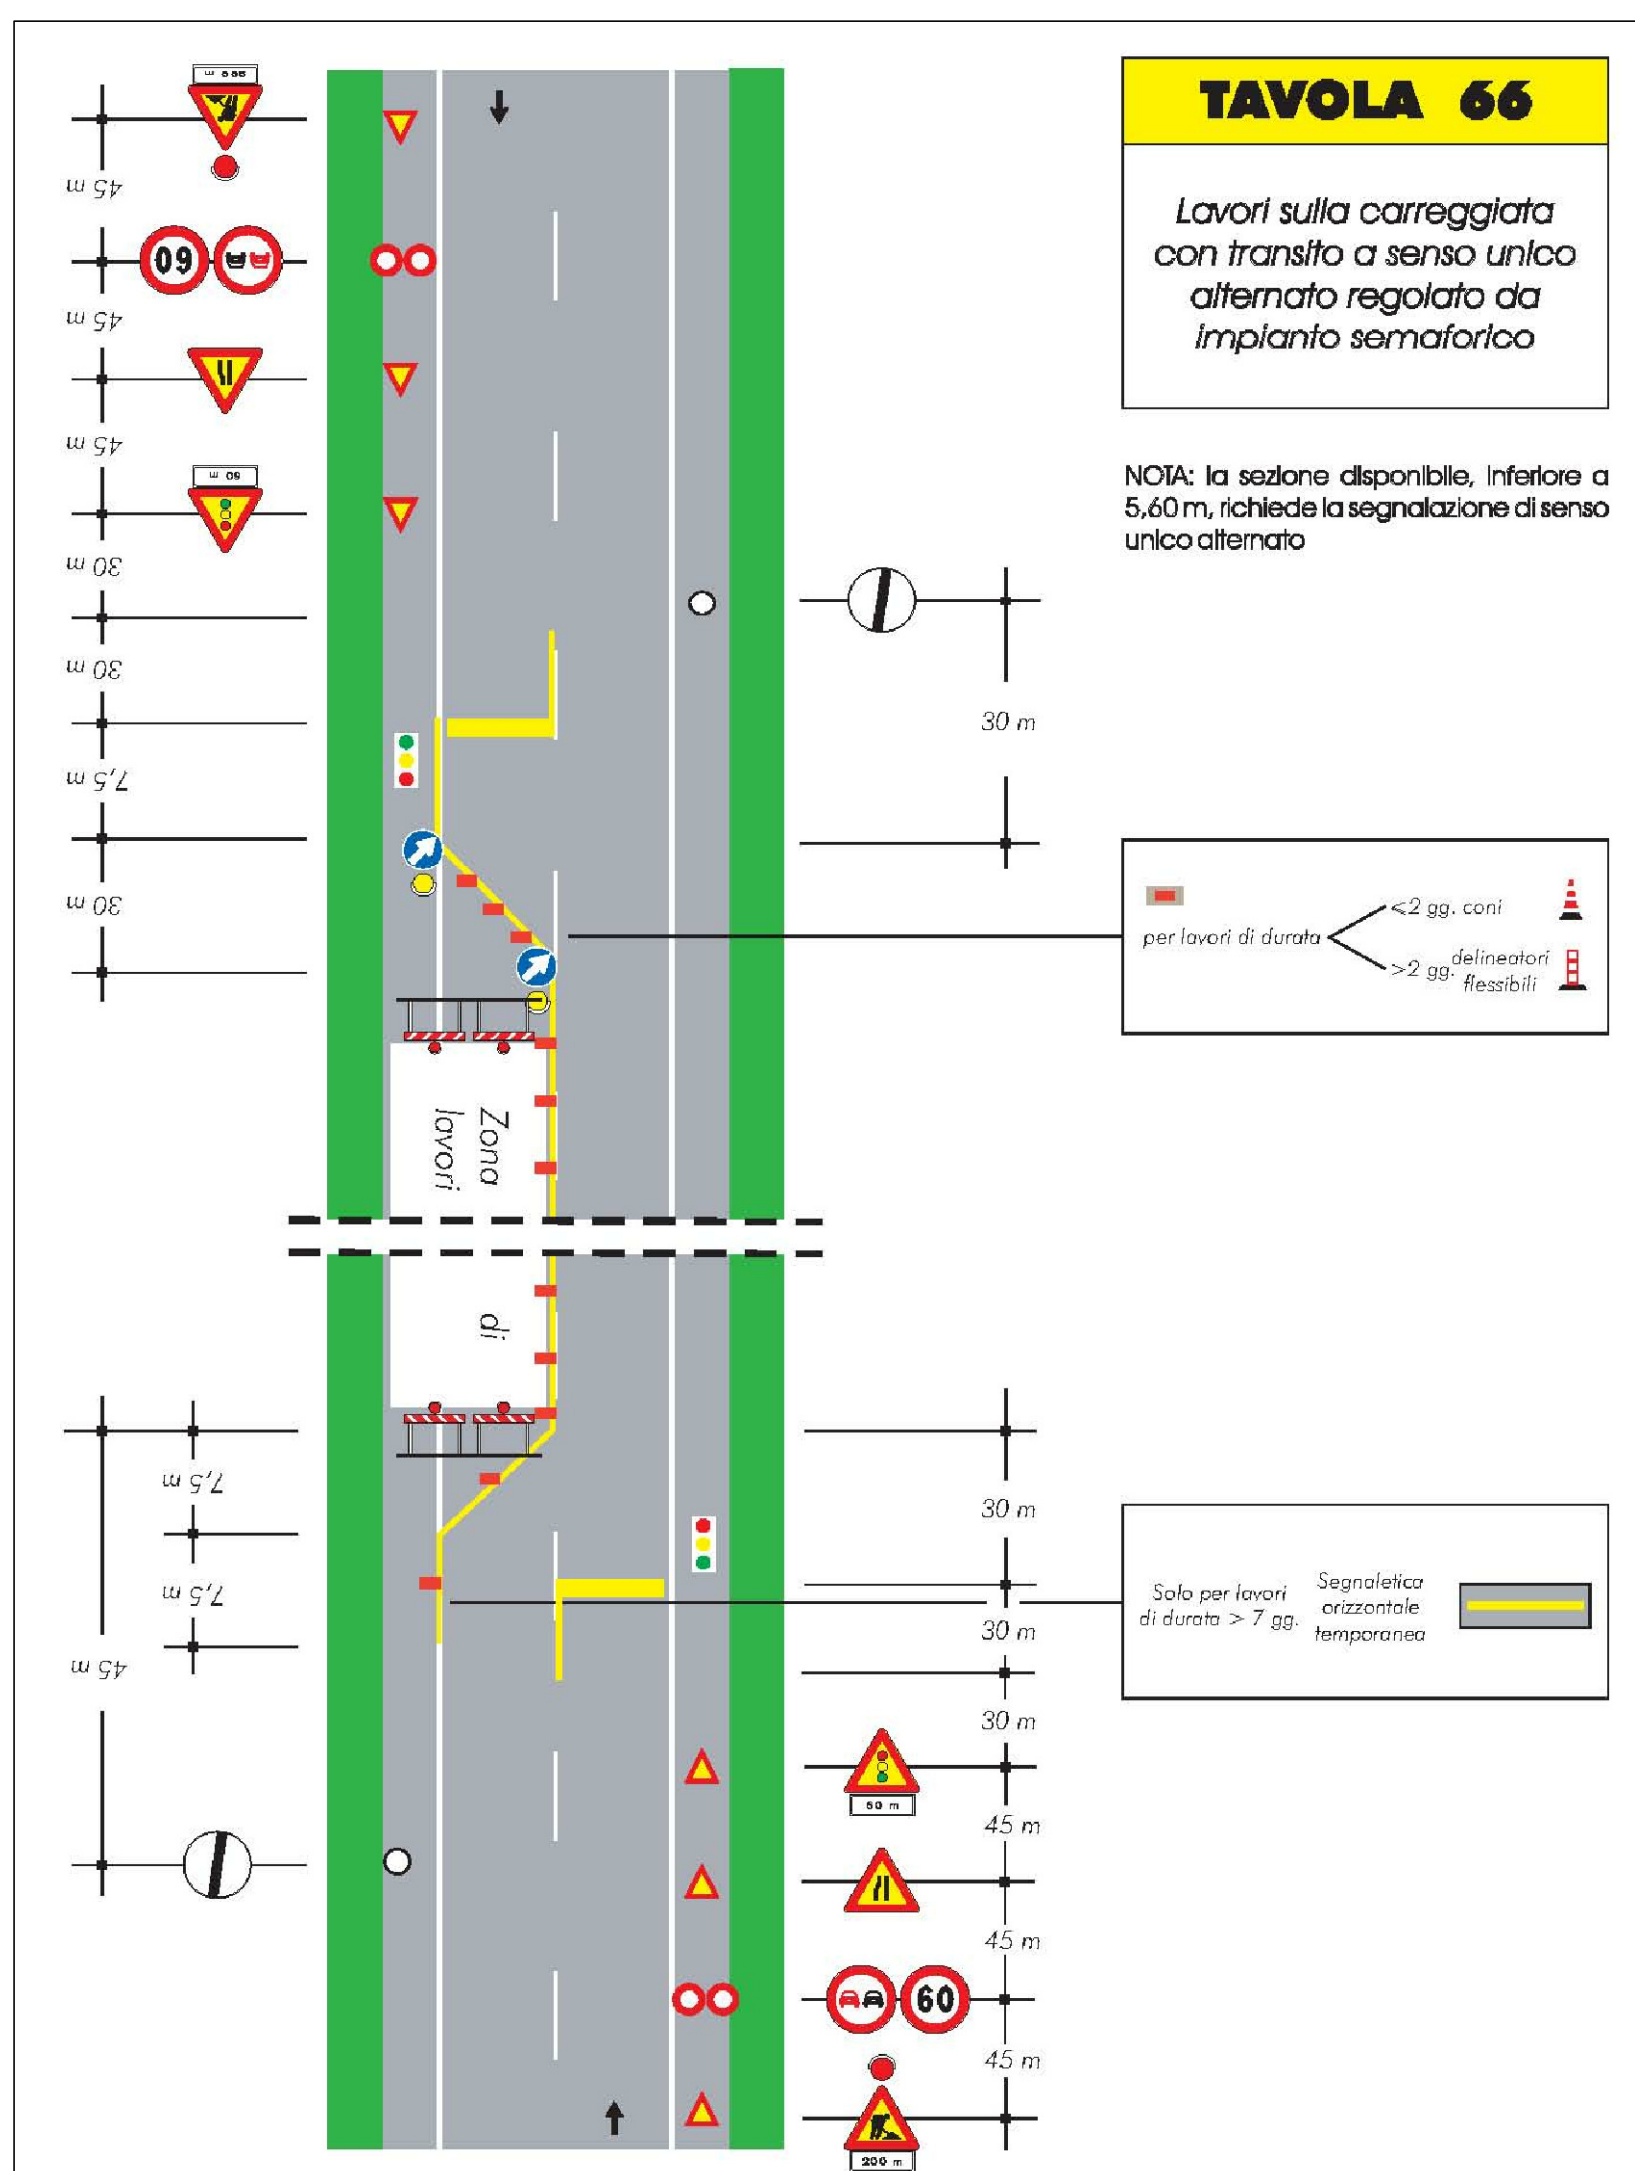 TAVOLA 66
Lavori sulla carreggiata
con transito a senso unico
alternato regolato da
impianto semaforico
NOTA: la sezione disponibile, inferiore a
5,60 m, richiede la segnalazione di senso
unico alternato
45 m
60
45 m
45 m
60 m
30 m
30 m
7,5 m
30 m
30 m
per lavori di durata
<2 gg. coni
>2 gg. delineatori
flessibili
Zona
lavori
di
7,5 m
7,5 m
45 m
30 m
30 m
30 m
60 m
45 m
45 m
60
45 m
200 m
Solo per lavori
di durata > 7 gg.
Segnaletica
orizzontale
temporanea